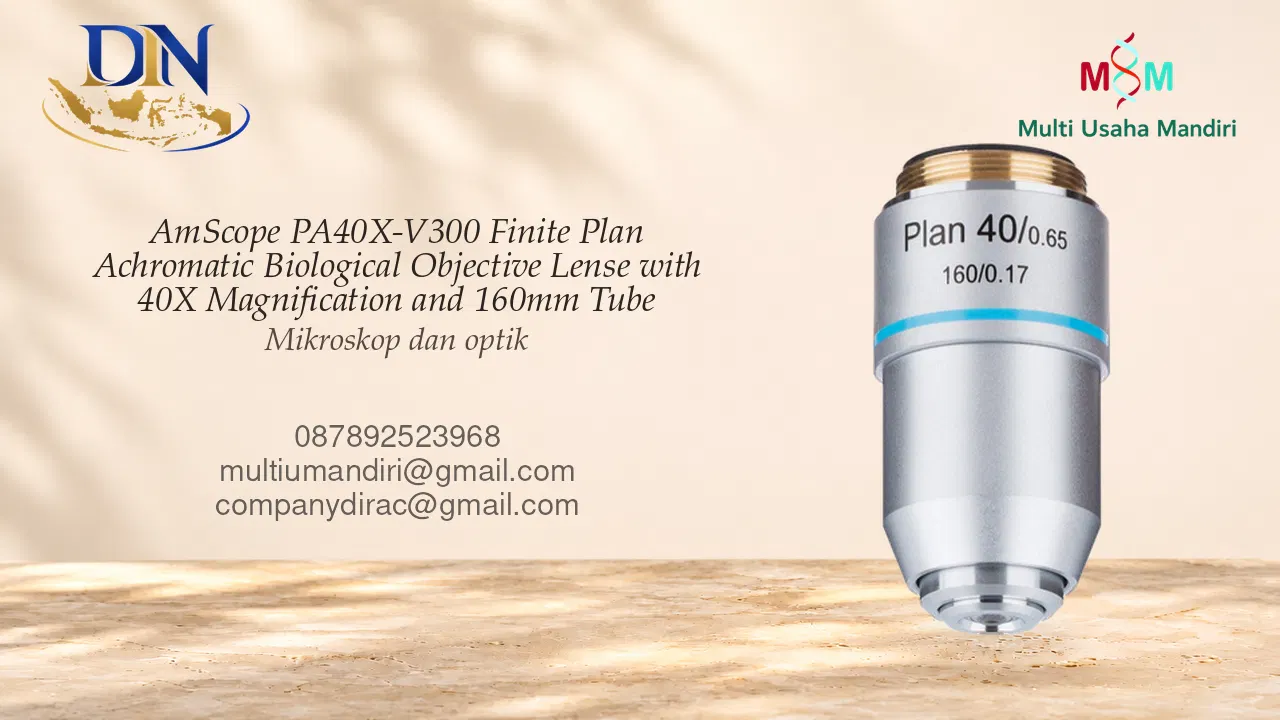 DIN
MSM
Multi Usaha Mandiri
Plan 40/0.65
160/0.17
AmScope PA40X-V300 Finite Plan
Achromatic Biological Objective Lense with
40X Magnification and 160mm Tube
Mikroskop dan optik
087892523968
multiumandiri@gmail.com
companydirac@gmail.com